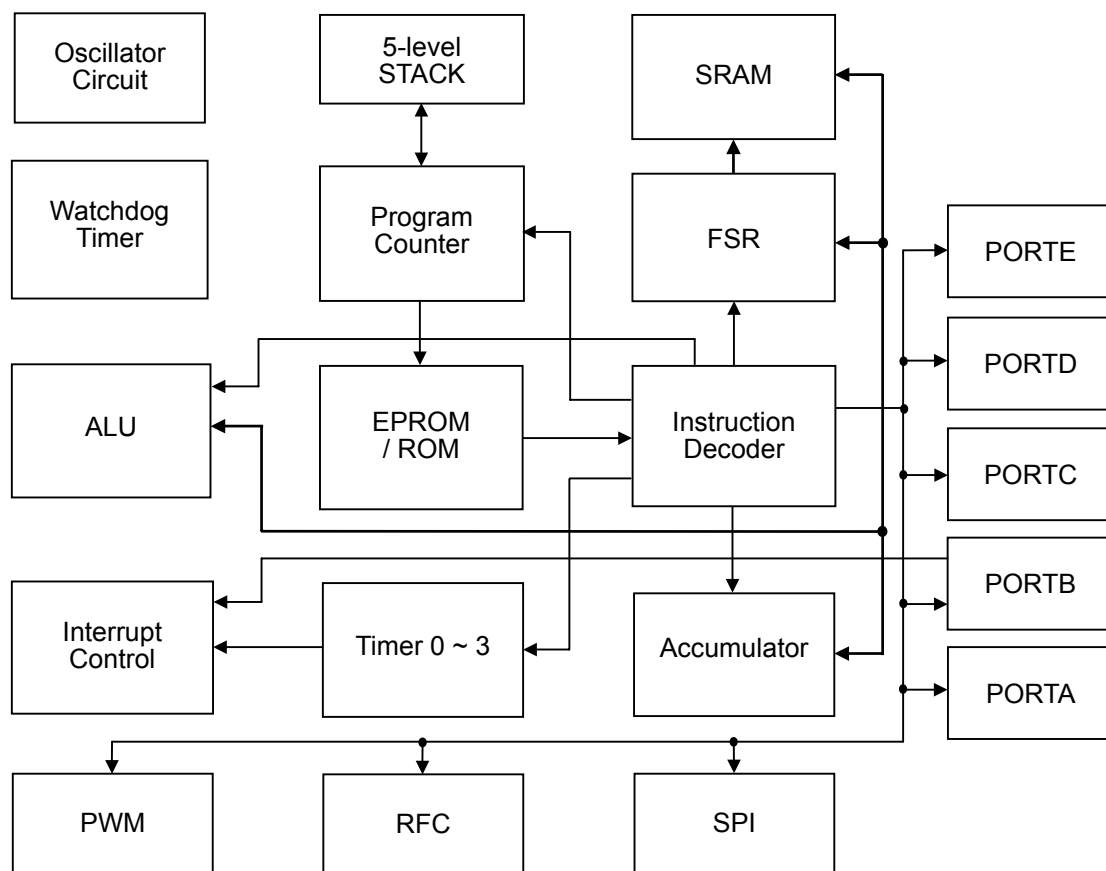 Oscillator
Circuit
5-level
STACK
SRAM
Watchdog
Timer
Program
Counter
FSR
PORTE
PORTD
ALU
EPROM
/ ROM
Instruction
Decoder
PORTC
PORTB
Interrupt
Control
Timer 0 ~ 3
Accumulator
PORTA
PWM
RFC
SPI